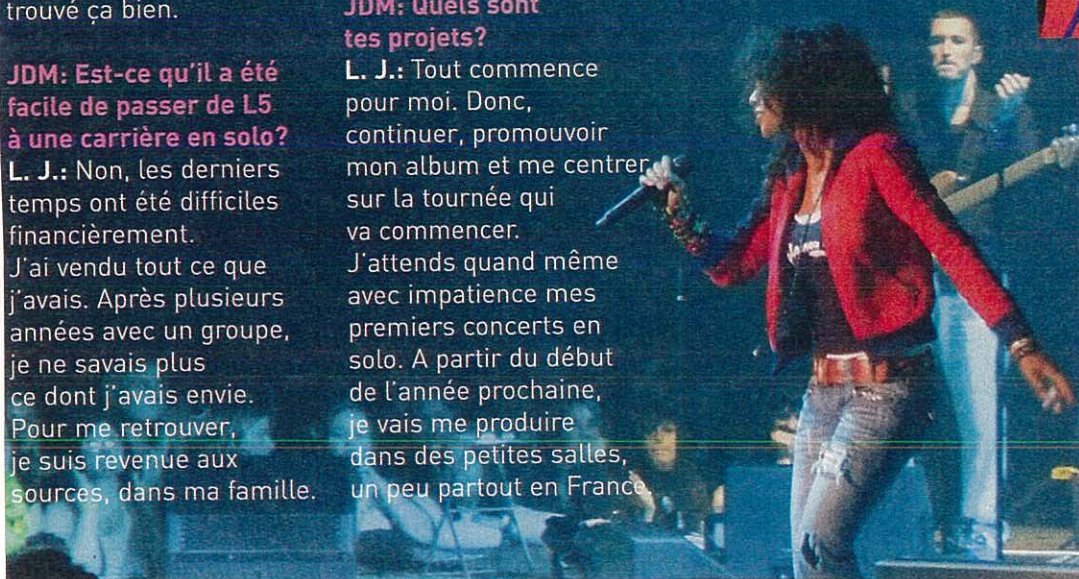 trouvé ça bien.
JDM: Est-ce qu'il a été
facile de passer de L5
à une carrière en solo?
L. J.: Non, les derniers
temps ont été difficiles
financièrement.
J'ai vendu tout ce que
j'avais. Après plusieurs
années avec un groupe,
je ne savais plus
ce dont j'avais envie.
Pour me retrouver,
je suis revenue aux
sources, dans ma famille.
JDM: Quels sont
tes projets?
L. J.: Tout commence
pour moi. Donc,
continuer, promouvoir
mon album et me centrer
sur la tournée qui
va commencer.
J'attends quand même
avec impatience mes
premiers concerts en
solo. A partir du début
de l'année prochaine,
je vais me produire
dans des petites salles,
un peu partout en France.